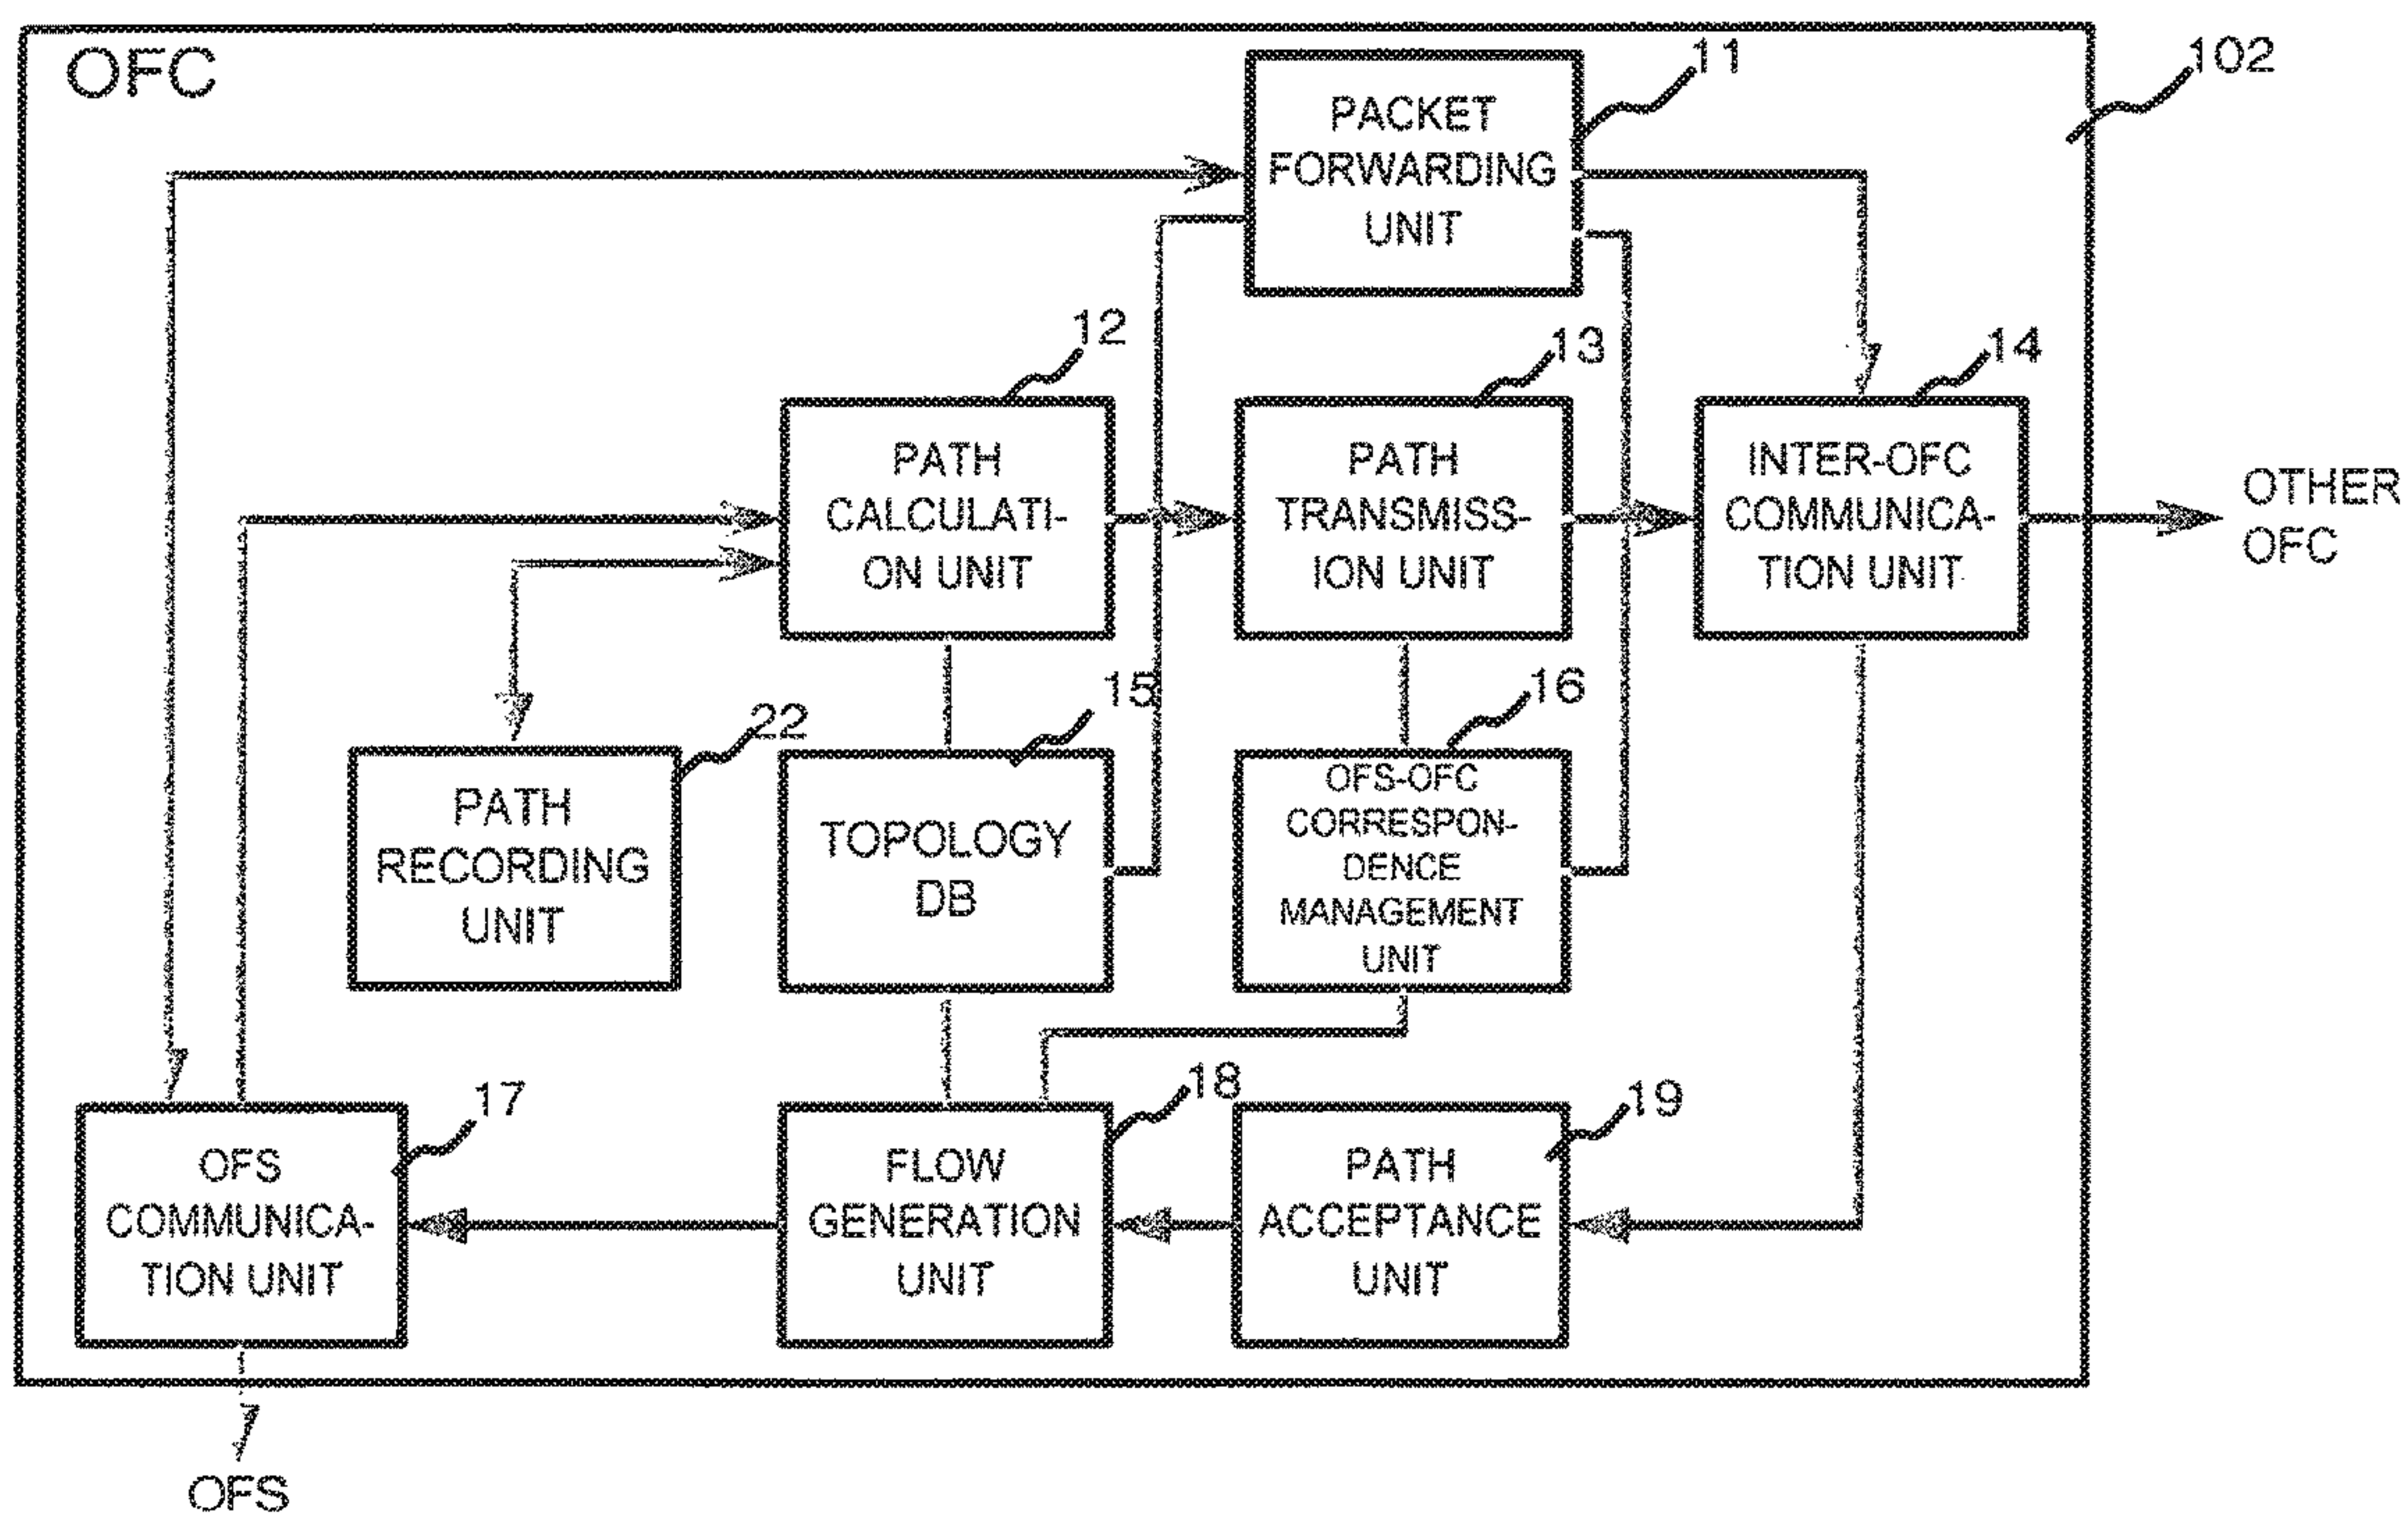 OFC
11
102
PACKET
FORWARDING
UNIT
12
13
14
PATH
CALCULATI-
ON UNIT
PATH
TRANSMISS-
ION UNIT
INTER-OFC
COMMUNICA-
TION UNIT
OTHER
OFC
22
15
16
PATH
RECORDING
UNIT
TOPOLOGY
DB
OFS-OFC
CORRESPON-
DENCE
MANAGEMENT
UNIT
17
18
19
OFS
COMMUNICA-
TION UNIT
FLOW
GENERATION
UNIT
PATH
ACCEPTANCE
UNIT
OFS